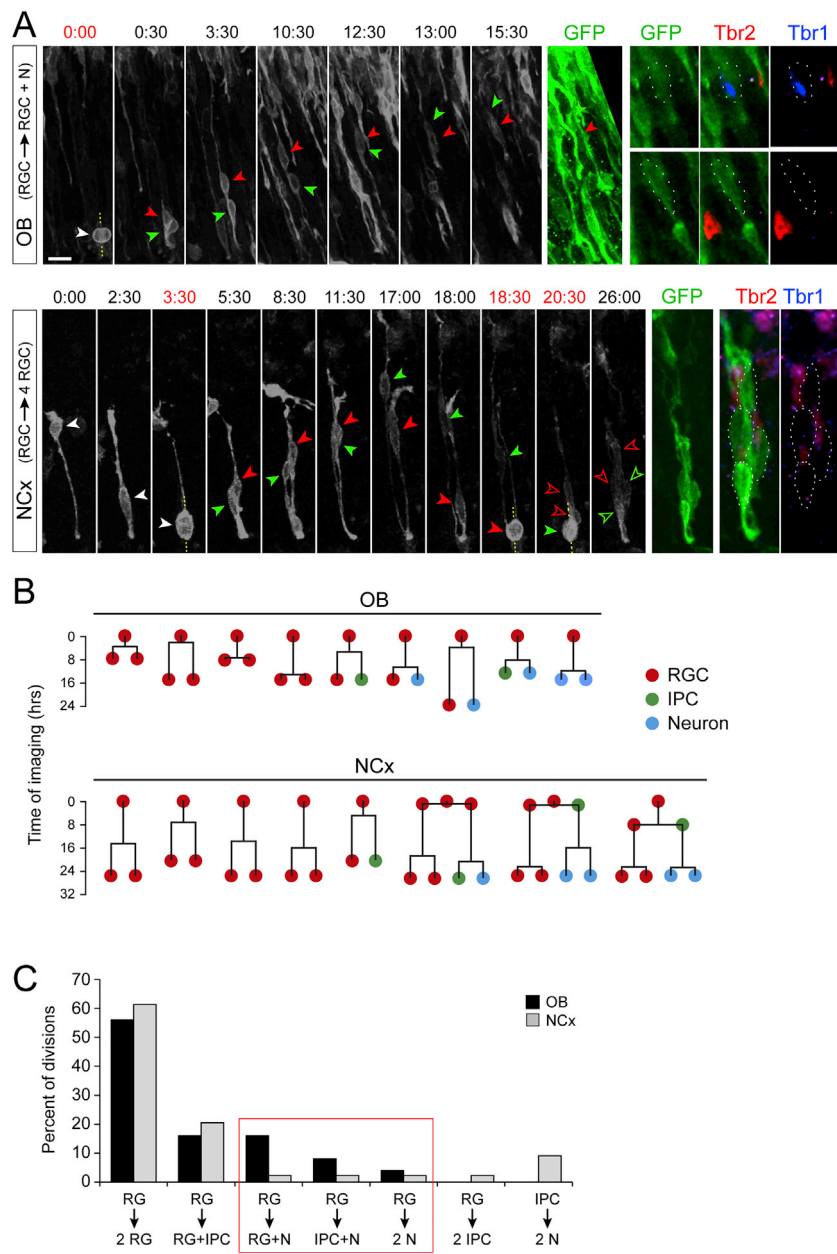 A
OB (RGC → RGC + N)
0:00 0:30 3:30 10:30 12:30 13:00 15:30 GFP GFP Tbr2 Tbr1
NCx (RGC → 4 RGC)
0:00 2:30 3:30 5:30 8:30 11:30 17:00 18:00 18:30 20:30 26:00 GFP Tbr2 Tbr1
B
OB
Time of imaging (hrs)
0
8
16
24
RGC
IPC
Neuron
NCx
0
8
16
24
32
C
Percent of divisions
70
60
50
40
30
20
10
0
OB
NCx
RG RG RG RG RG RG IPC
2 RG RG+IPC RG+N IPC+N 2 N 2 IPC 2 N